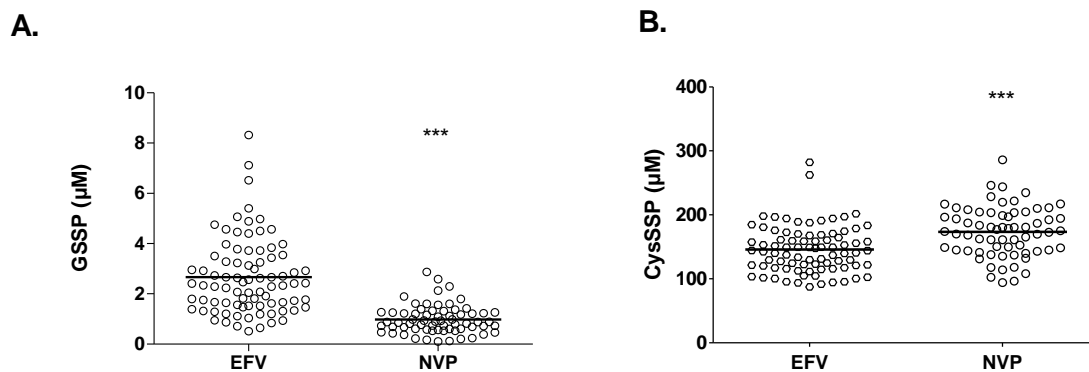 A.
B.
10
8
6
4
2
0
GSSP (µM)
***
EFV
NVP
400
300
200
100
0
CysSSP (µM)
***
EFV
NVP